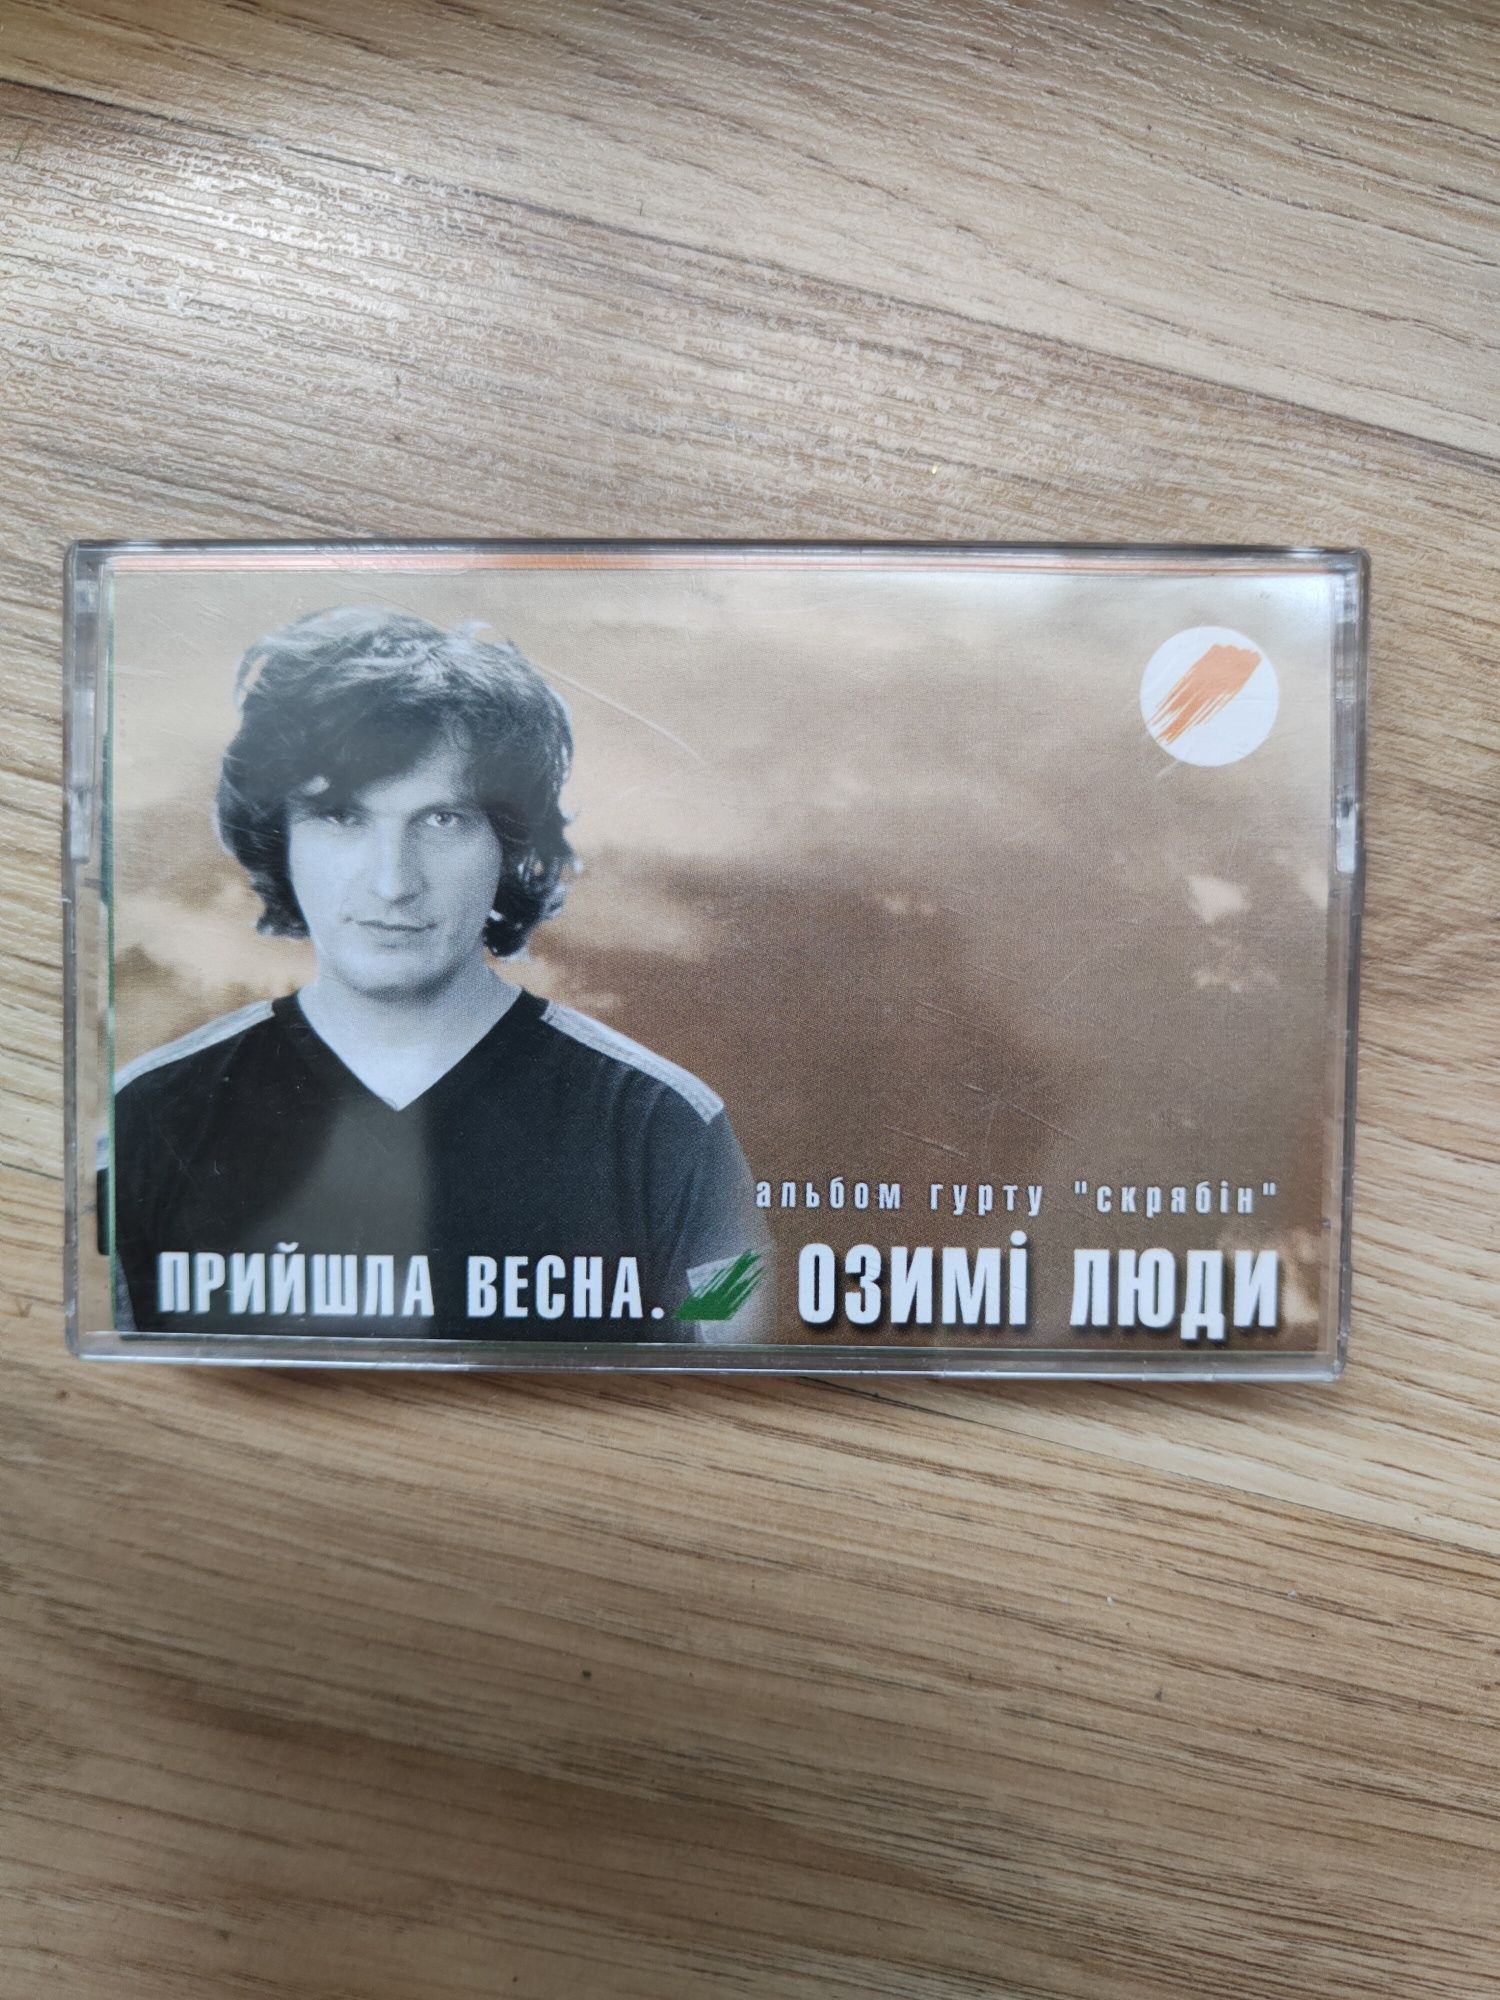 альбом гурту "скрябін"
ПРИЙШЛА ВЕСНА. ОЗИМІ ЛЮДИ